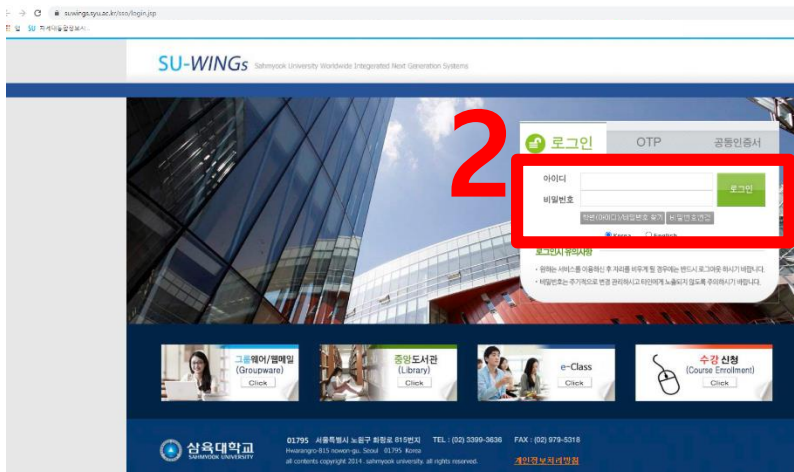 suwings.syu.ac.kr/sso/login.jsp
SU
SU-WINGs Sahmyook University Worldwide Integerated Next Generation Systems
2
로그인 OTP 공동인증서
아이디
비밀번호
로그인
학번(아이디)/비밀번호 찾기 비밀번호변경
Korea English
로그인시 유의사항
· 원하는 서비스를 이용하신 후 자리를 비우게 될 경우에는 반드시 로그아웃 하시기 바랍니다.
· 비밀번호는 주기적으로 변경 관리하시고 타인에게 노출되지 않도록 주의하시기 바랍니다.
그룹웨어/웹메일
(Groupware)
Click
중앙도서관
(Library)
Click
e-Class
Click
수강 신청
(Course Enrollment)
Click
삼육대학교
SAHMYOOK UNIVERSITY
01795 서울특별시 노원구 화랑로 815번지 TEL : (02) 3399-3636 FAX : (02) 979-5318
Hwarangro-815 nowon-gu. Seoul 01795 Korea
all contents copyright 2014. sahmyook university. all rights reserved.
개인정보처리방침